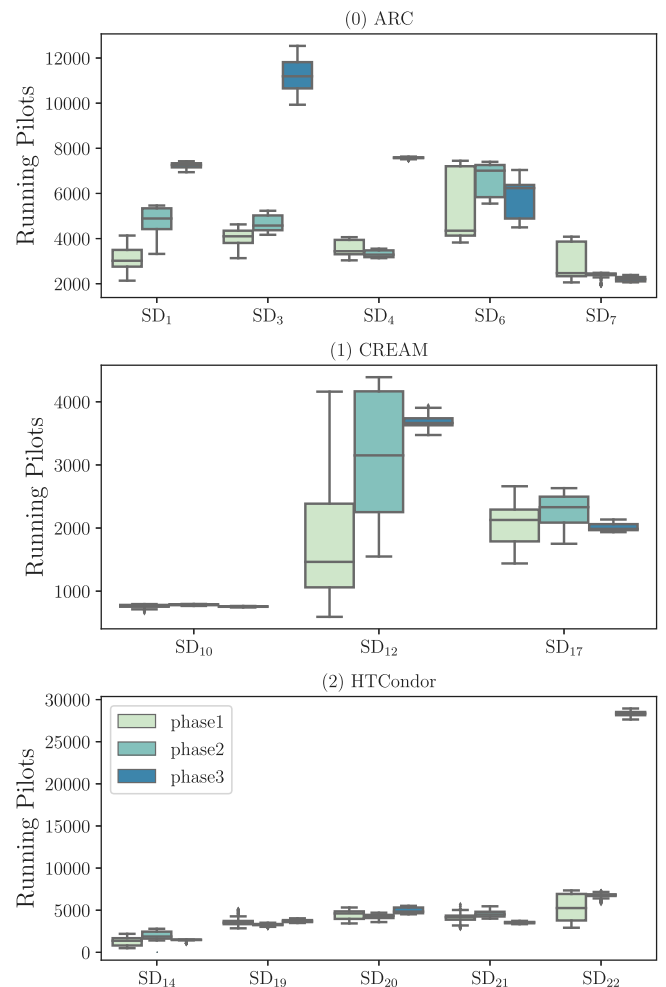 (0) ARC
12000
10000
8000
6000
4000
2000
Running Pilots
SD₁ SD₃ SD₄ SD₆ SD₇
(1) CREAM
4000
3000
2000
1000
Running Pilots
SD₁₀ SD₁₂ SD₁₇
(2) HTCondor
30000
25000
20000
15000
10000
5000
0
Running Pilots
phase1
phase2
phase3
SD₁₄ SD₁₉ SD₂₀ SD₂₁ SD₂₂